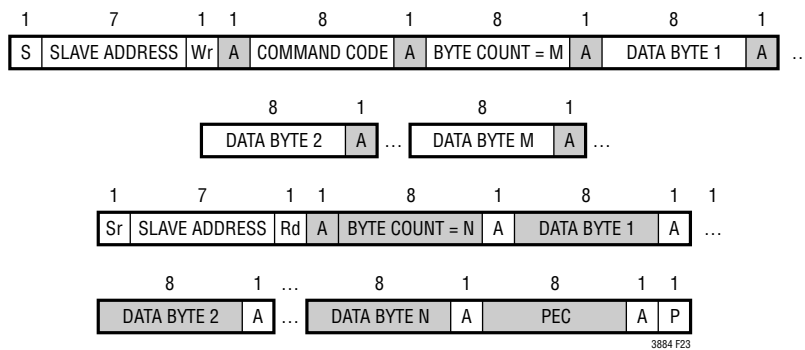 1 7 1 1 8 1 8 1 8 1
S SLAVE ADDRESS Wr A COMMAND CODE A BYTE COUNT = M A DATA BYTE 1 A ...
8 1 8 1
DATA BYTE 2 A ... DATA BYTE M A ...
1 7 1 1 8 1 8 1 1
Sr SLAVE ADDRESS Rd A BYTE COUNT = N A DATA BYTE 1 A ...
8 1 ... 8 1 8 1 1
DATA BYTE 2 A ... DATA BYTE N A PEC A P
3884 F23